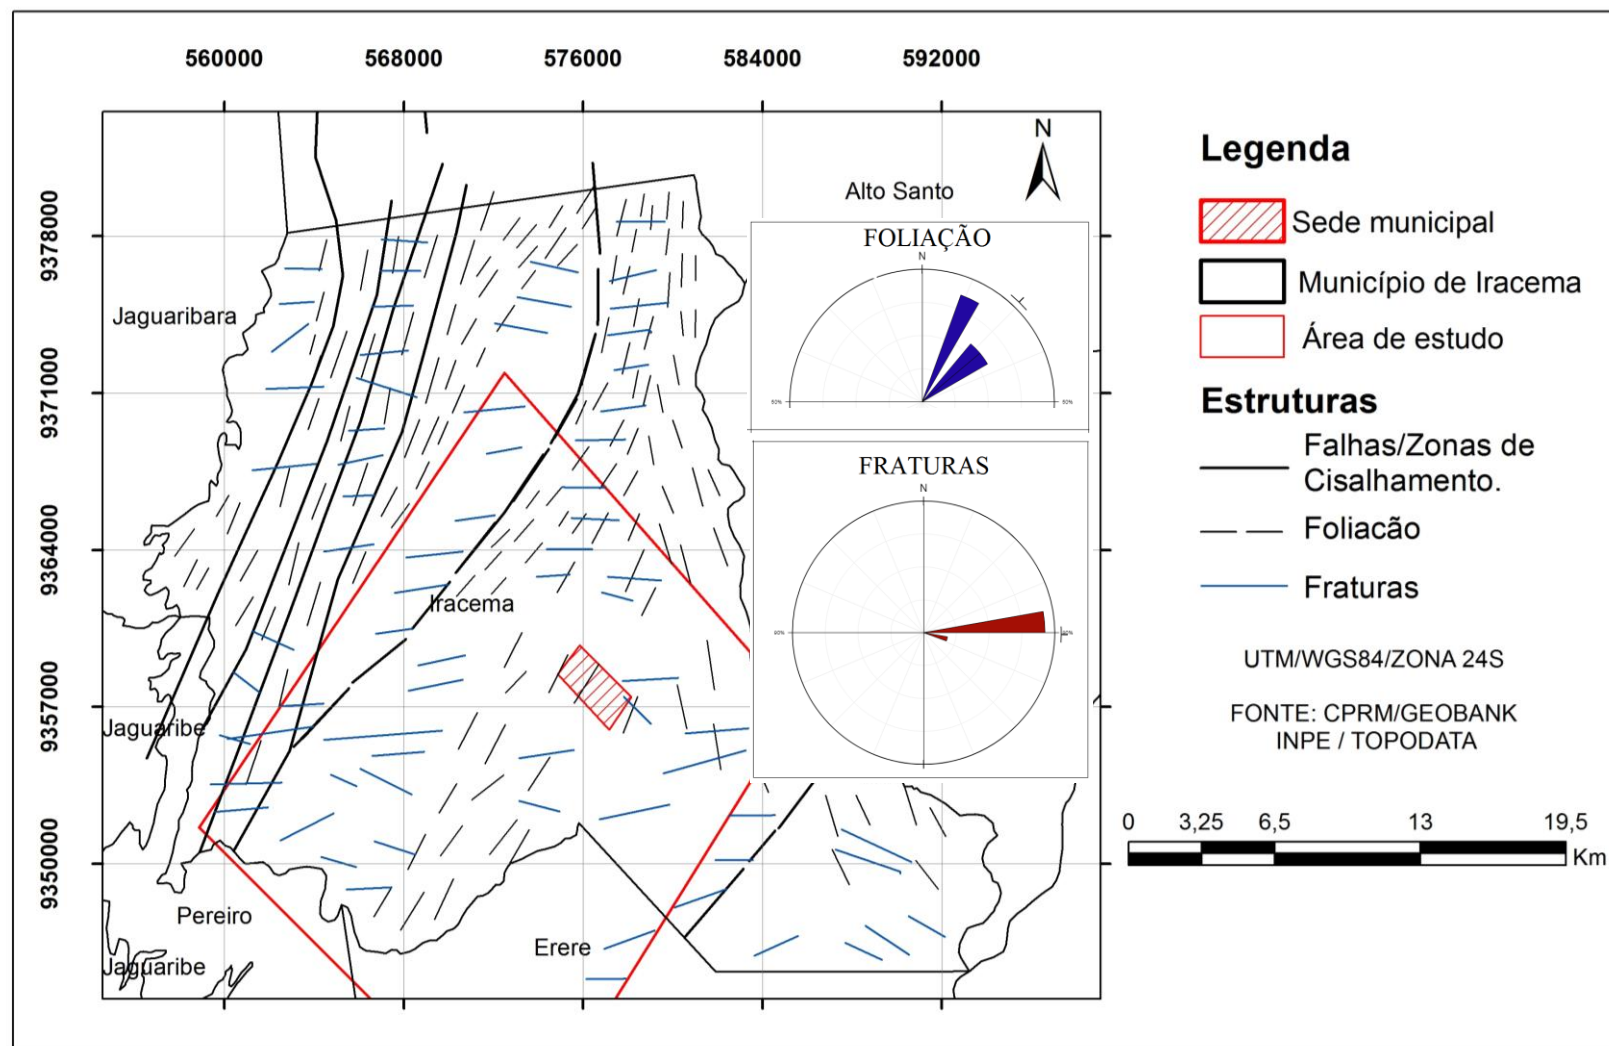 560000 568000 576000 584000 592000
9378000
9371000
9364000
9357000
9350000
N
Alto Santo
Jaguaribara
Iracema
Jaguaribe
Pereiro
Jaguaribe
Erere
FOLIAÇÃO
N
50% 50%
FRATURAS
N
Legenda
Sede municipal
Município de Iracema
Área de estudo
Estruturas
Falhas/Zonas de
Cisalhamento.
Foliacão
Fraturas
UTM/WGS84/ZONA 24S
FONTE: CPRM/GEOBANK
INPE / TOPODATA
0 3,25 6,5 13 19,5
Km